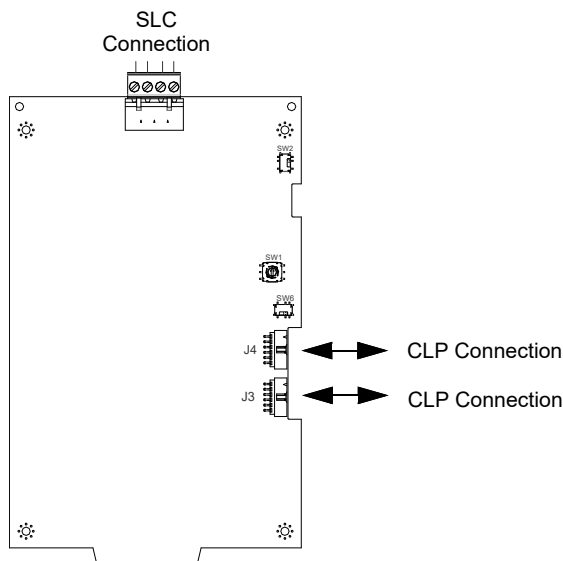 SLC
Connection
SW2
SW1
SW6
J4
CLP Connection
J3
CLP Connection